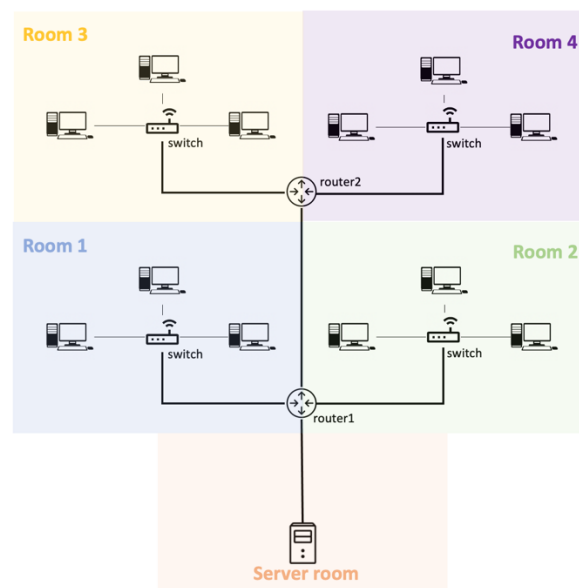 Room 3
Room 4
switch
switch
router2
Room 1
Room 2
switch
switch
router1
Server room